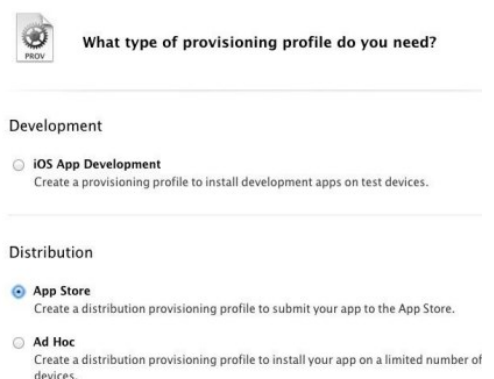 PROV
What type of provisioning profile do you need?
Development
iOS App Development
Create a provisioning profile to install development apps on test devices.
Distribution
App Store
Create a distribution provisioning profile to submit your app to the App Store.
Ad Hoc
Create a distribution provisioning profile to install your app on a limited number of
devices.